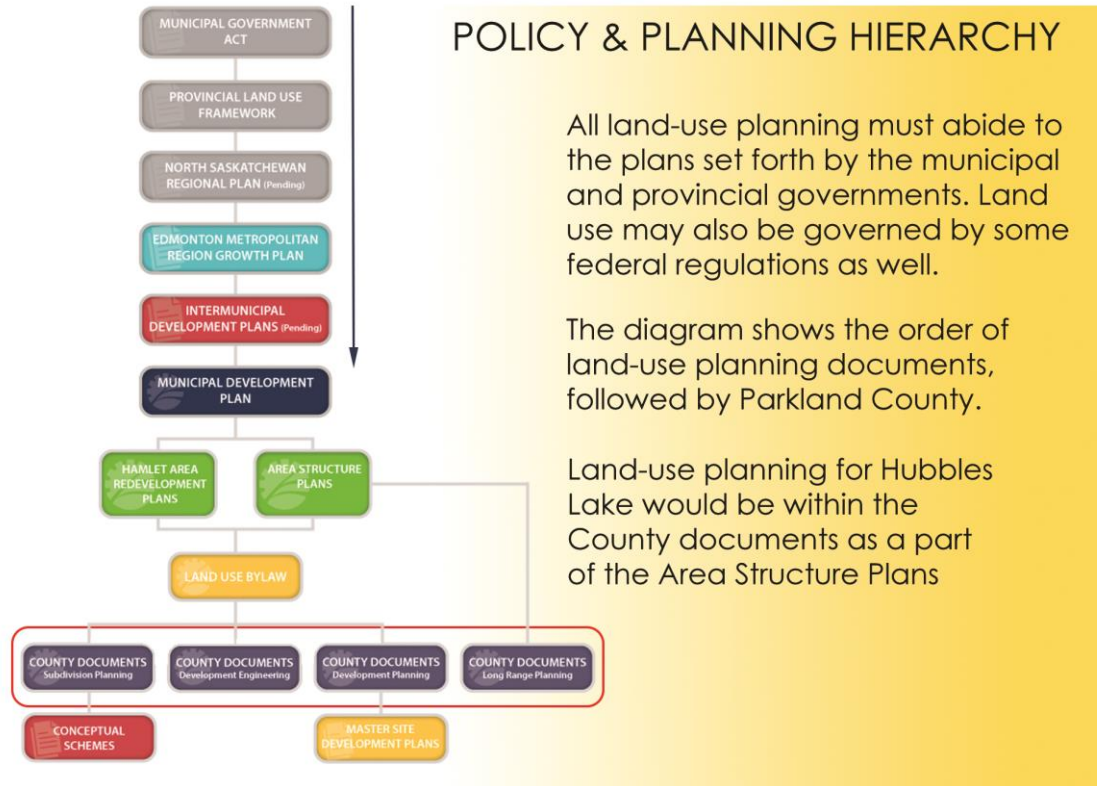 POLICY & PLANNING HIERARCHY
MUNICIPAL GOVERNMENT
ACT
PROVINCIAL LAND USE
FRAMEWORK
NORTH SASKATCHEWAN
REGIONAL PLAN (Pending)
EDMONTON METROPOLITAN
REGION GROWTH PLAN
INTERMUNICIPAL
DEVELOPMENT PLANS (Pending)
MUNICIPAL DEVELOPMENT
PLAN
HAMLET AREA
REDEVELOPMENT
PLANS
AREA STRUCTURE
PLANS
LAND USE BYLAW
COUNTY DOCUMENTS
Subdivision Planning
COUNTY DOCUMENTS
Development Engineering
COUNTY DOCUMENTS
Development Planning
COUNTY DOCUMENTS
Long Range Planning
CONCEPTUAL
SCHEMES
MASTER SITE
DEVELOPMENT PLANS
All land-use planning must abide to
the plans set forth by the municipal
and provincial governments. Land
use may also be governed by some
federal regulations as well.
The diagram shows the order of
land-use planning documents,
followed by Parkland County.
Land-use planning for Hubbles
Lake would be within the
County documents as a part
of the Area Structure Plans